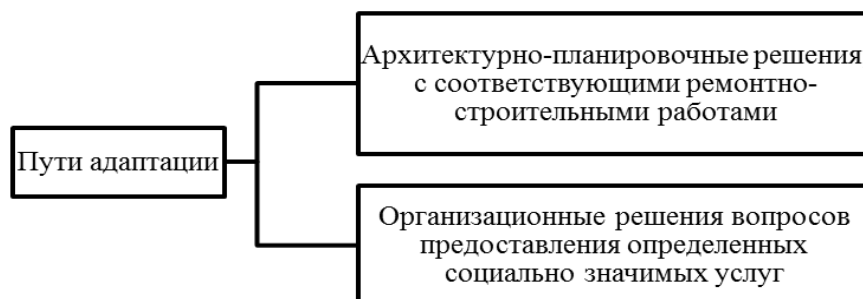 Архитектурно-планировочные решения
с соответствующими ремонтно-
строительными работами
Пути адаптации
Организационные решения вопросов
предоставления определенных
социально значимых услуг